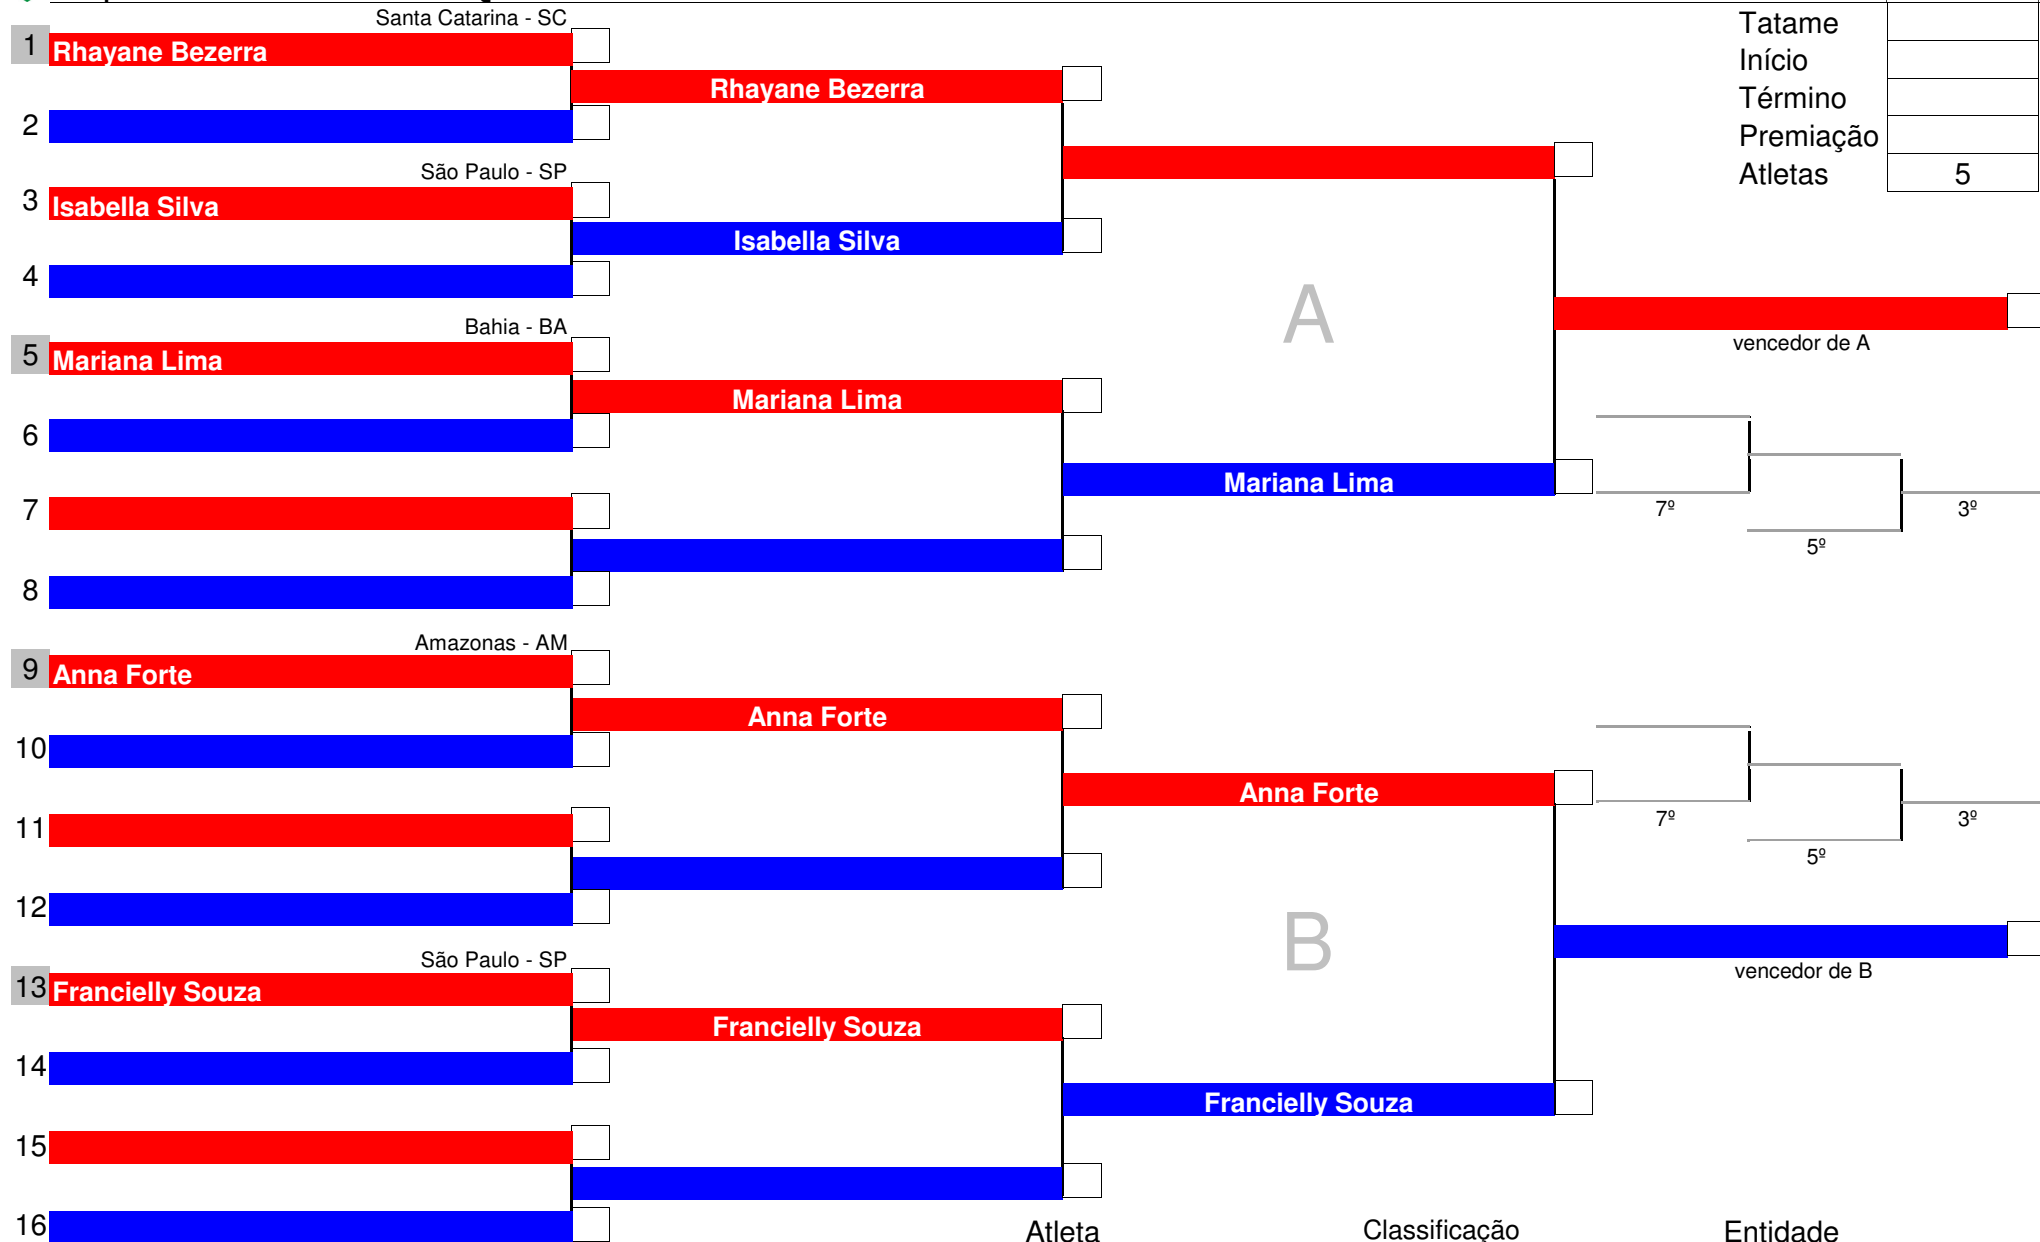 Santa Catarina - SC
Tatame
1 Rhayane Bezerra
Início
Rhayane Bezerra
Término
2
Premiação
São Paulo - SP
Atletas 5
3 Isabella Silva
Isabella Silva
4
A
Bahia - BA
vencedor de A
5 Mariana Lima
Mariana Lima
6
Mariana Lima
7
7º 3º
5º
8
Amazonas - AM
9 Anna Forte
Anna Forte
10
Anna Forte
7º 3º
11
5º
12
B
São Paulo - SP
vencedor de B
13 Francielly Souza
Francielly Souza
14
Francielly Souza
15
16
Atleta Classificação Entidade